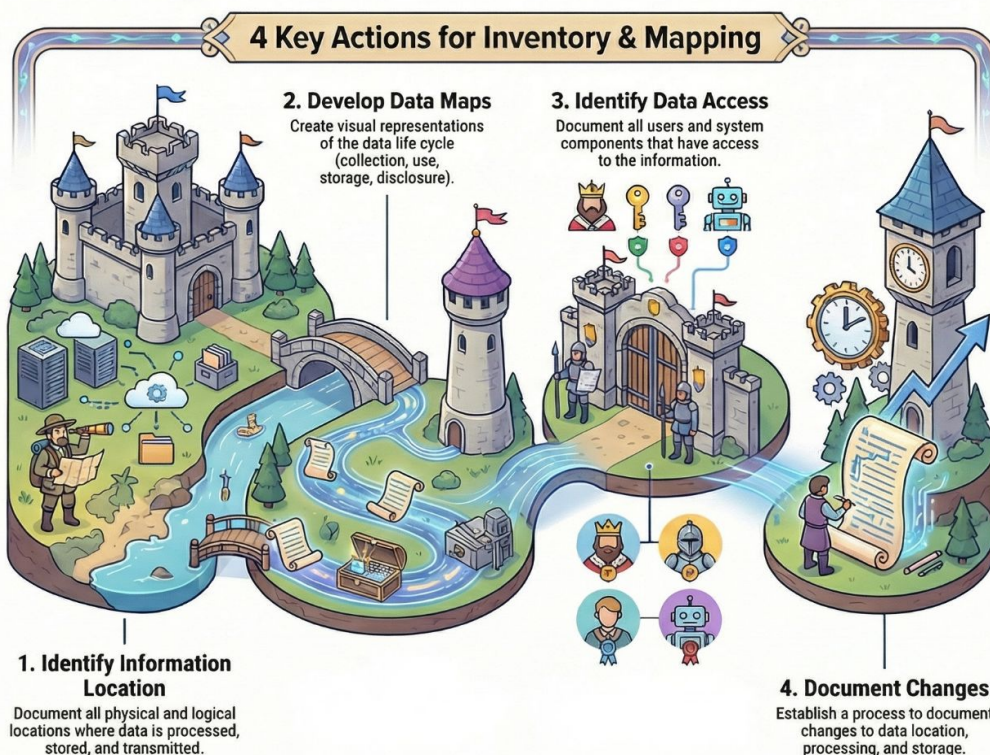 4 Key Actions for Inventory & Mapping
2. Develop Data Maps
Create visual representations
of the data life cycle
(collection, use,
storage, disclosure).
3. Identify Data Access
Document all users and system
components that have access
to the information.
1. Identify Information
Location
Document all physical and logical
locations where data is processed,
stored, and transmitted.
4. Document Changes
Establish a process to document
changes to data location,
processing, and storage.